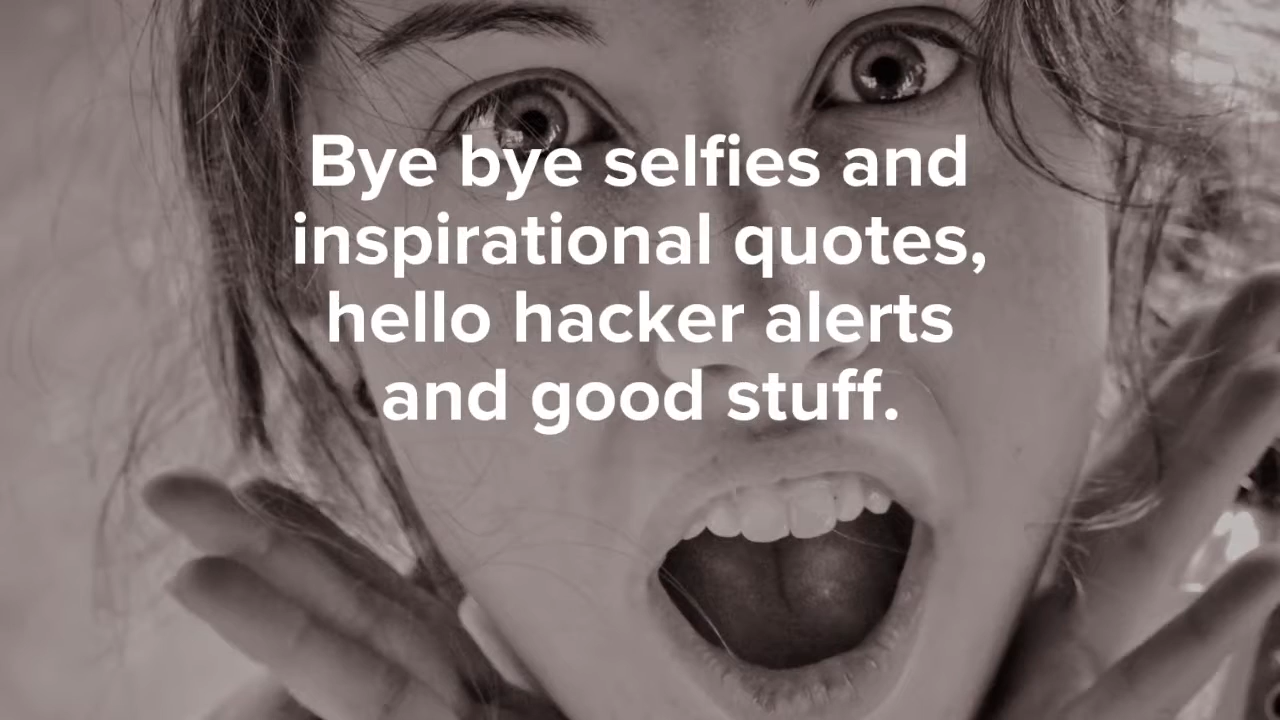 Bye bye selfies and
inspirational quotes,
hello hacker alerts
and good stuff.